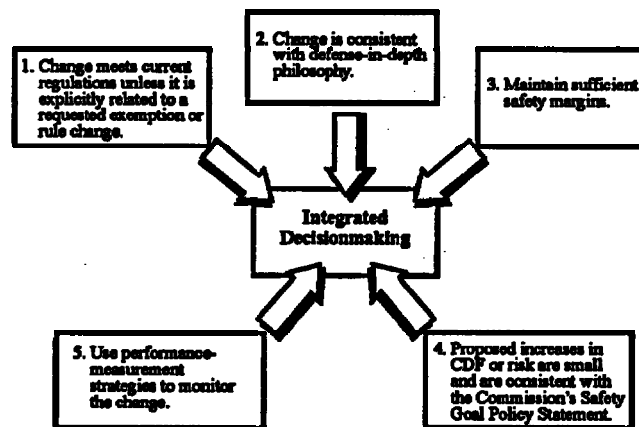 1. Change meets current
regulations unless it is
explicitly related to a
requested exemption or
rule change.
2. Change is consistent
with defense-in-depth
philosophy.
3. Maintain sufficient
safety margins.
Integrated
Decisionmaking
5. Use performance-
measurement
strategies to monitor
the change.
4. Proposed increases in
CDF or risk are small
and are consistent with
the Commission's Safety
Goal Policy Statement.